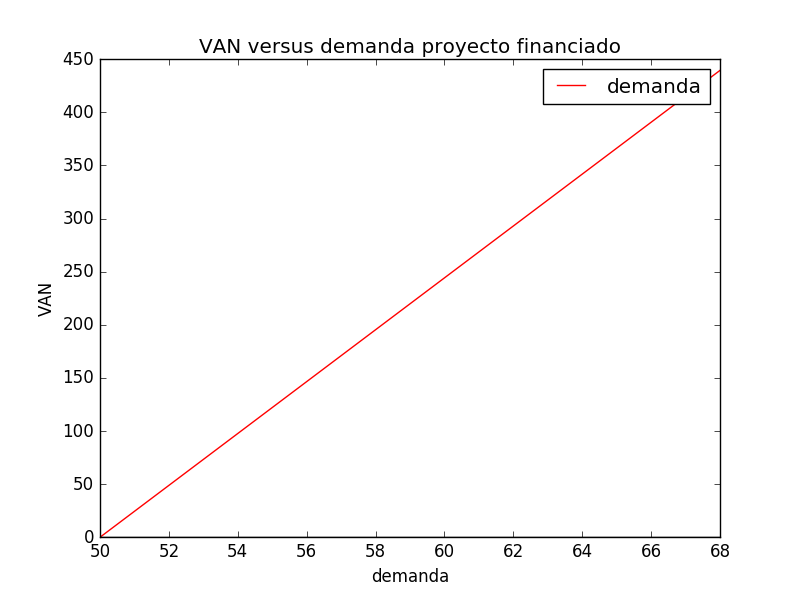 VAN versus demanda proyecto financiado
450
demanda
400
350
300
250
VAN
200
150
100
50
0
50 52 54 56 58 60 62 64 66 68
demanda